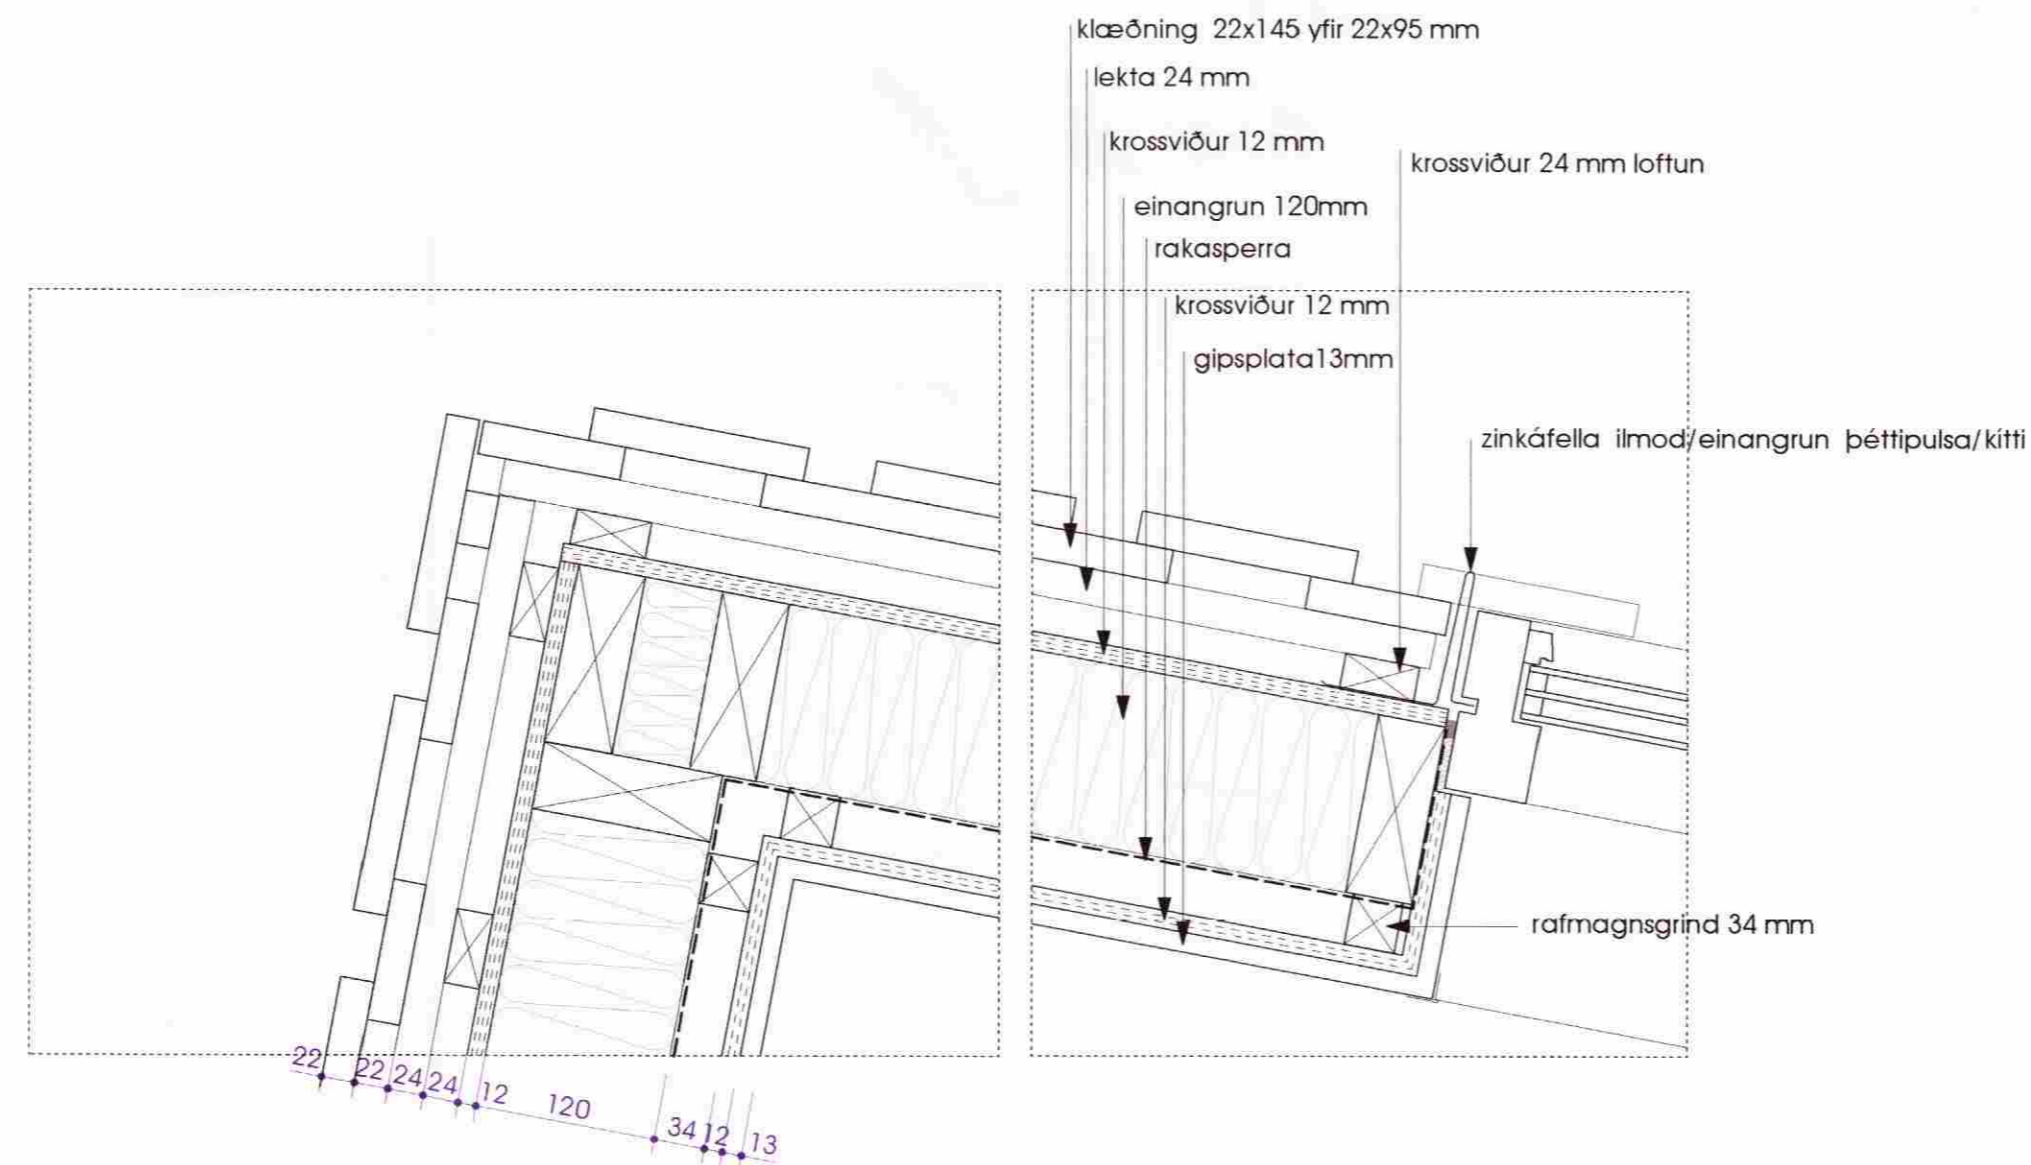 klæðning 22x145 yfir 22x95 mm
lekta 24 mm
krossviður 12 mm
krossviður 24 mm loftun
einangrun 120mm
rakasperra
krossviður 12 mm
gipsplata13mm
zinkáfella ilmod/einangrun þéttipulsa/kítti
rafmagnsgrind 34 mm
22 22 24 24 12 120 34 12 13